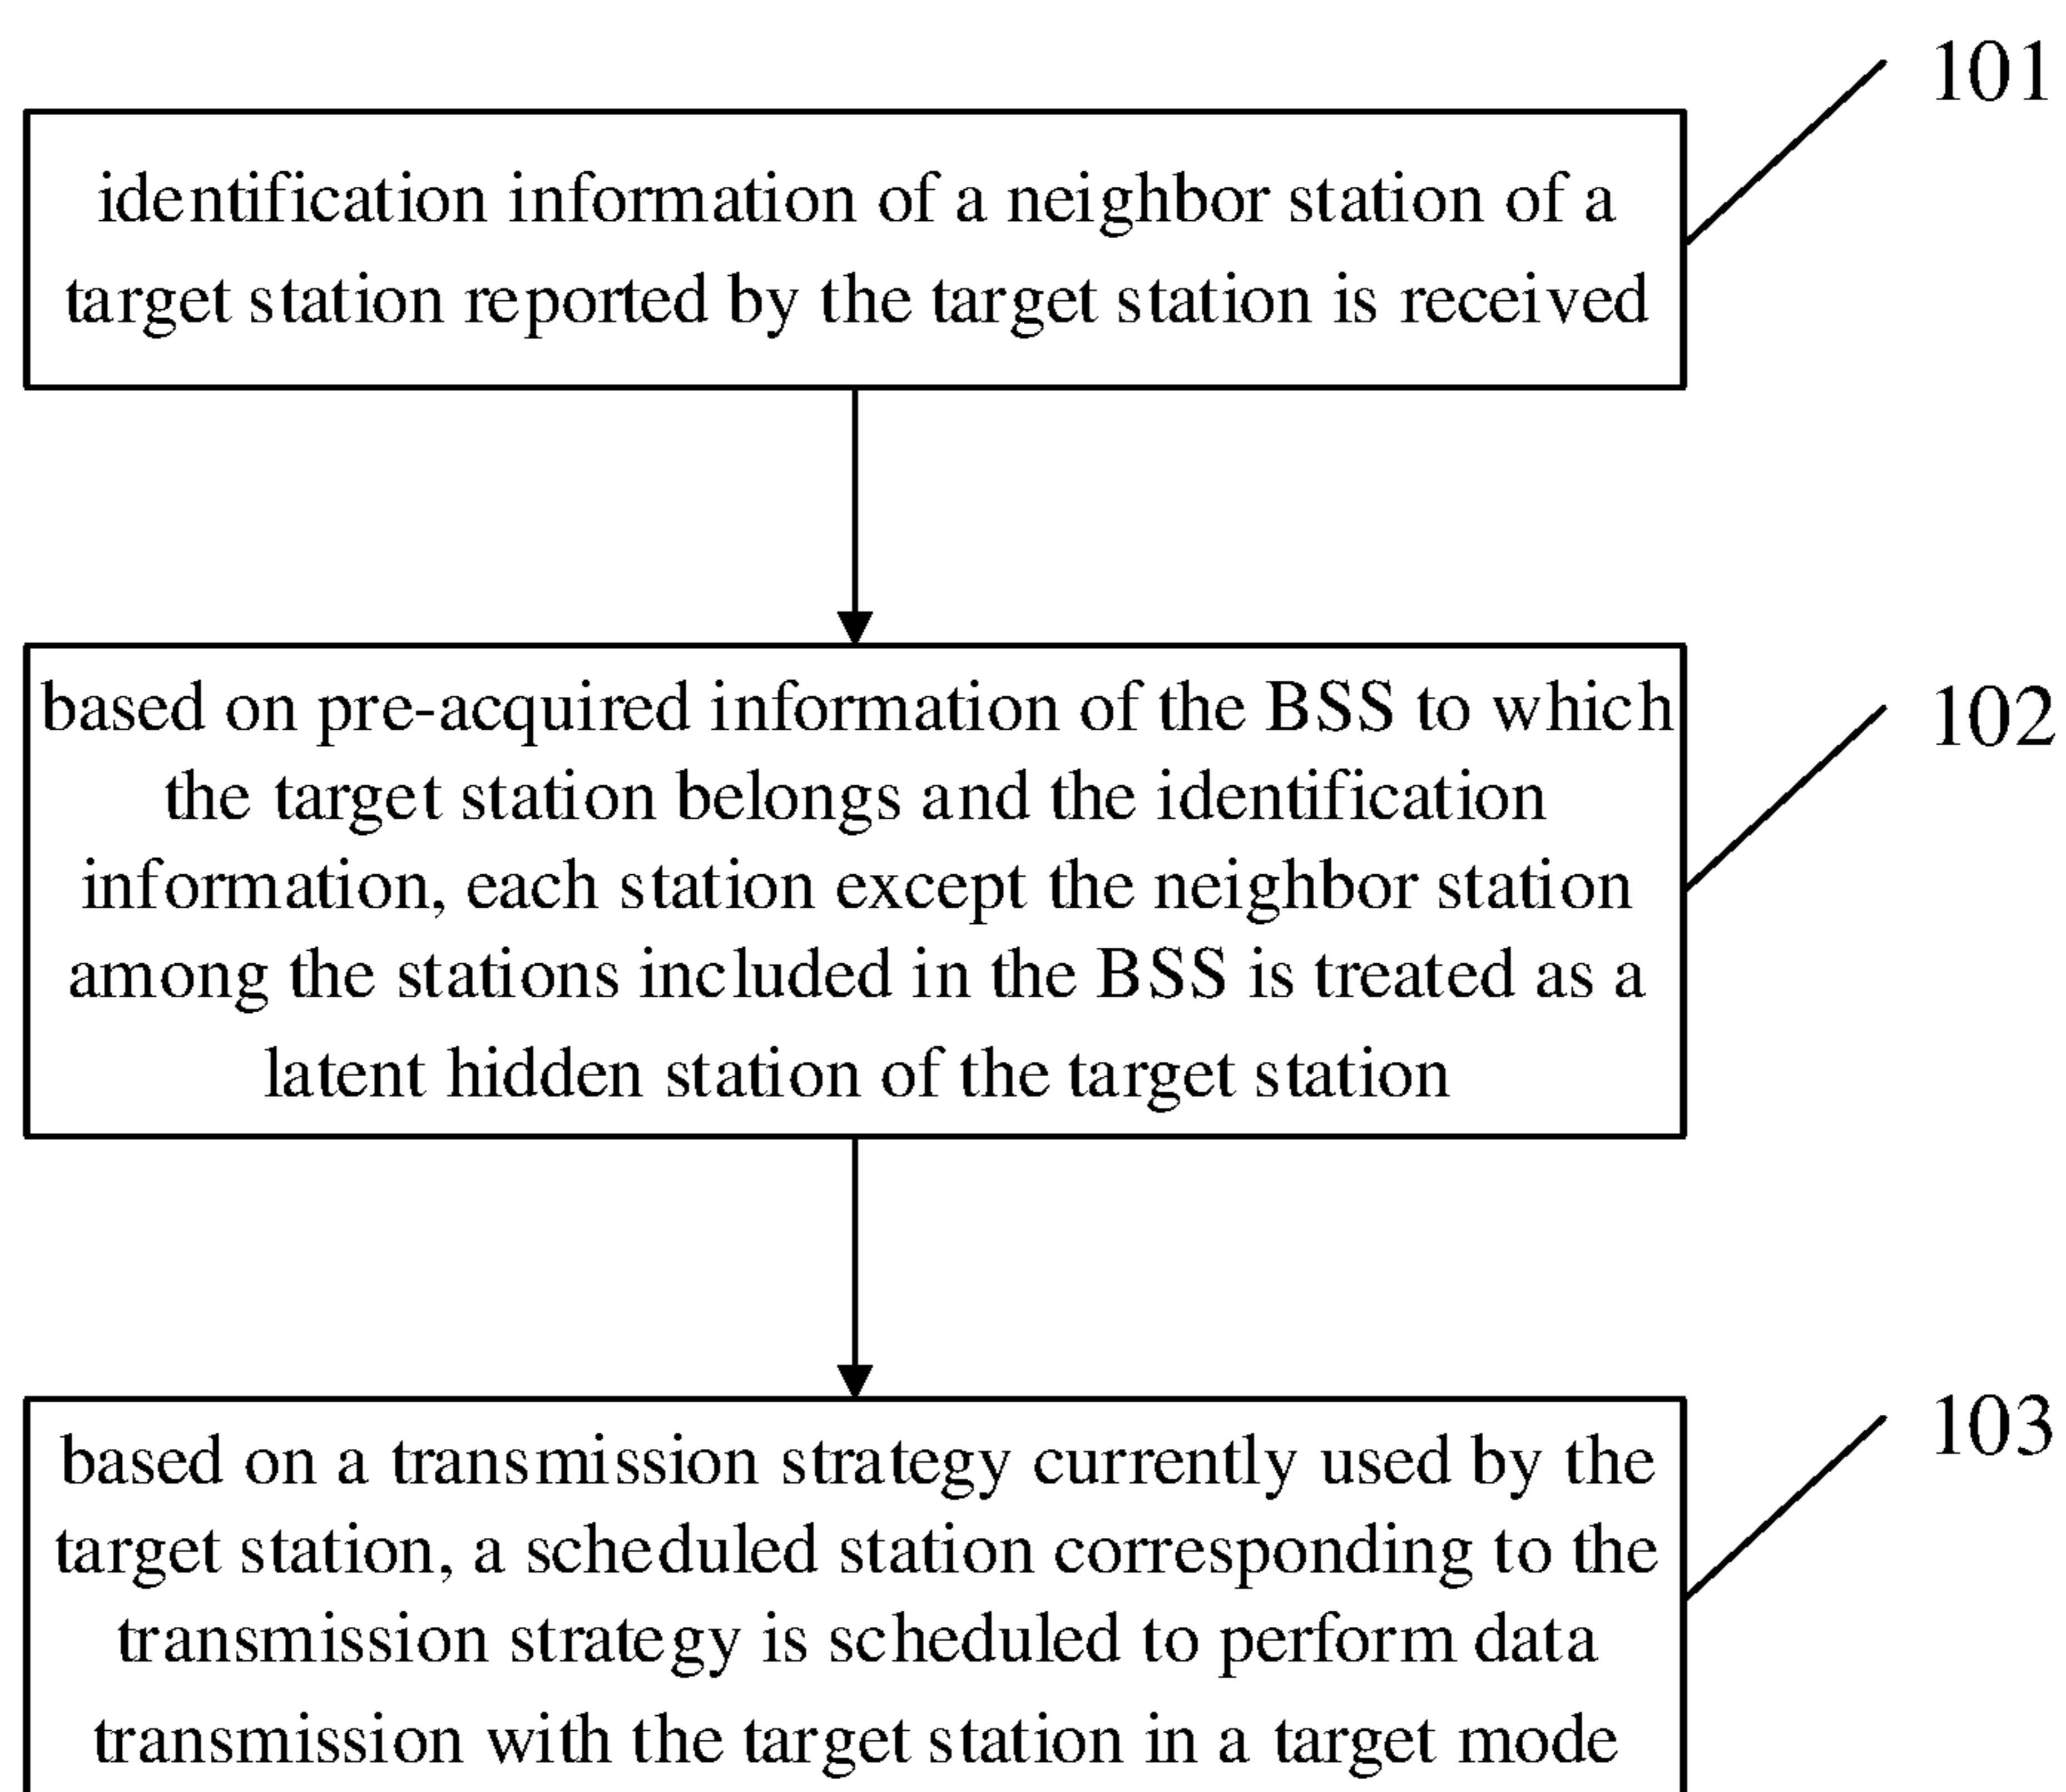 101
identification information of a neighbor station of a
target station reported by the target station is received
based on pre-acquired information of the BSS to which
102
the target station belongs and the identification
information, each station except the neighbor station
among the stations included in the BSS is treated as a
latent hidden station of the target station
103
based on a transmission strategy currently used by the
target station, a scheduled station corresponding to the
transmission strategy is scheduled to perform data
transmission with the target station in a target mode